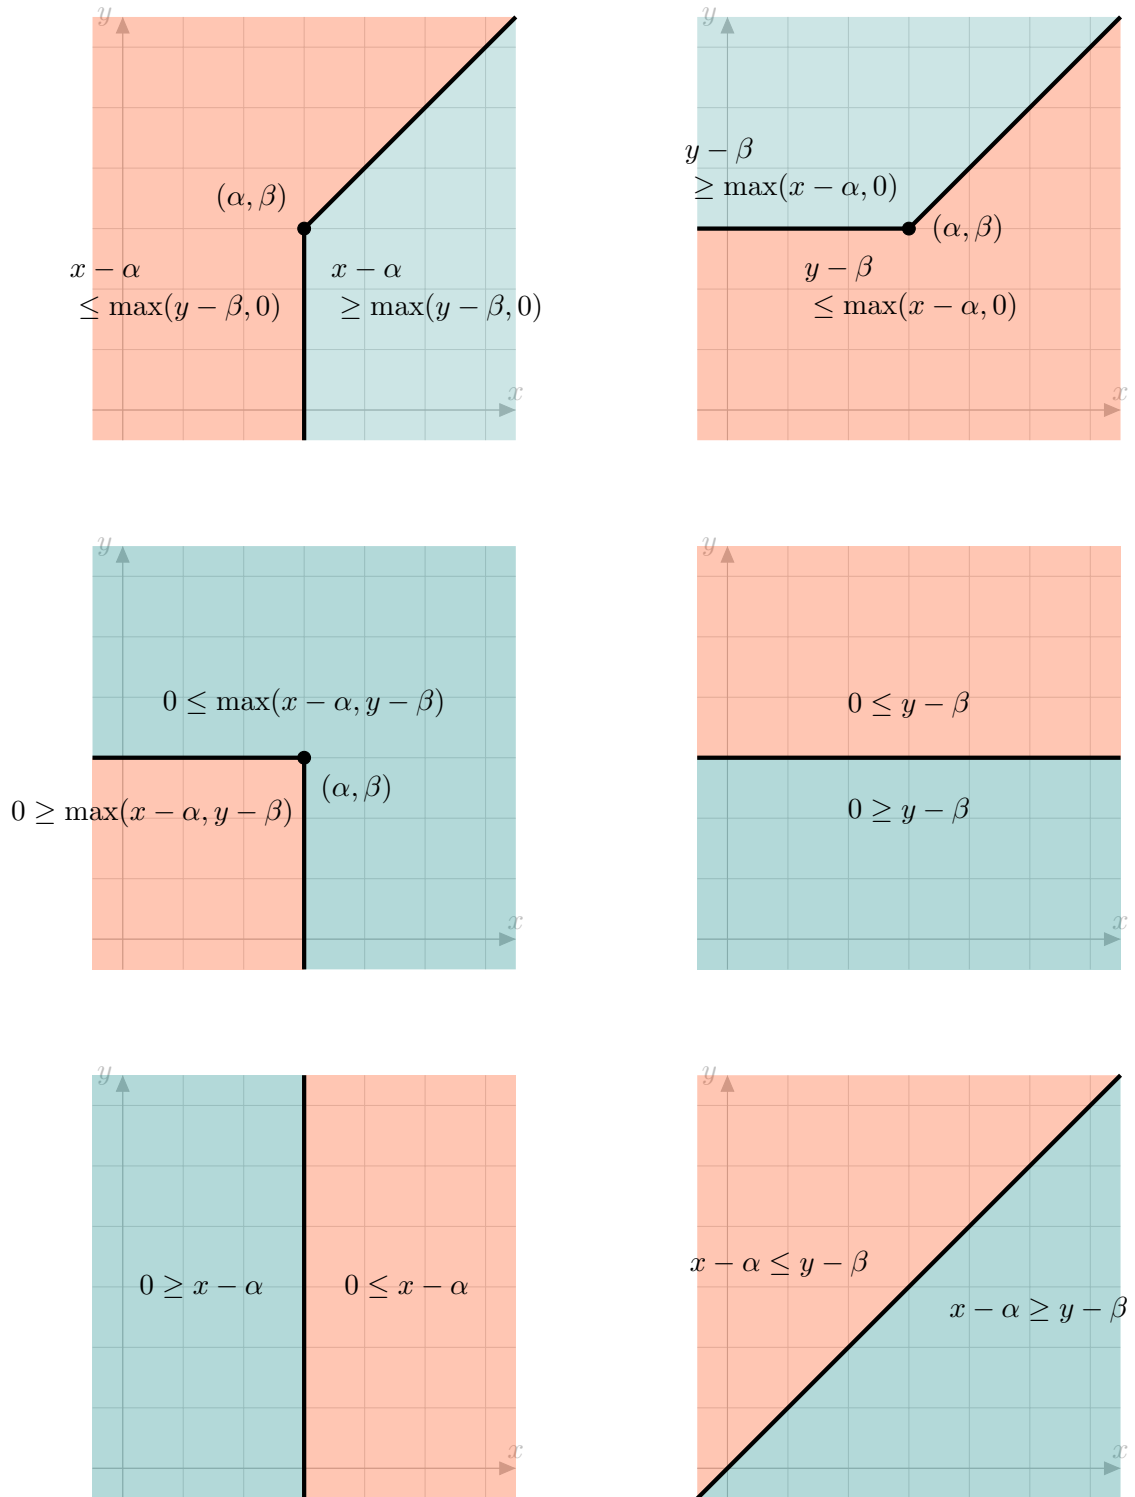 y
(α, β)
x − α
≤ max(y − β, 0)
x − α
≥ max(y − β, 0)
x
y
y − β
≥ max(x − α, 0)
(α, β)
y − β
≤ max(x − α, 0)
x
y
0 ≤ max(x − α, y − β)
(α, β)
0 ≥ max(x − α, y − β)
x
y
0 ≤ y − β
0 ≥ y − β
x
y
0 ≥ x − α
0 ≤ x − α
x
y
x − α ≤ y − β
x − α ≥ y − β
x